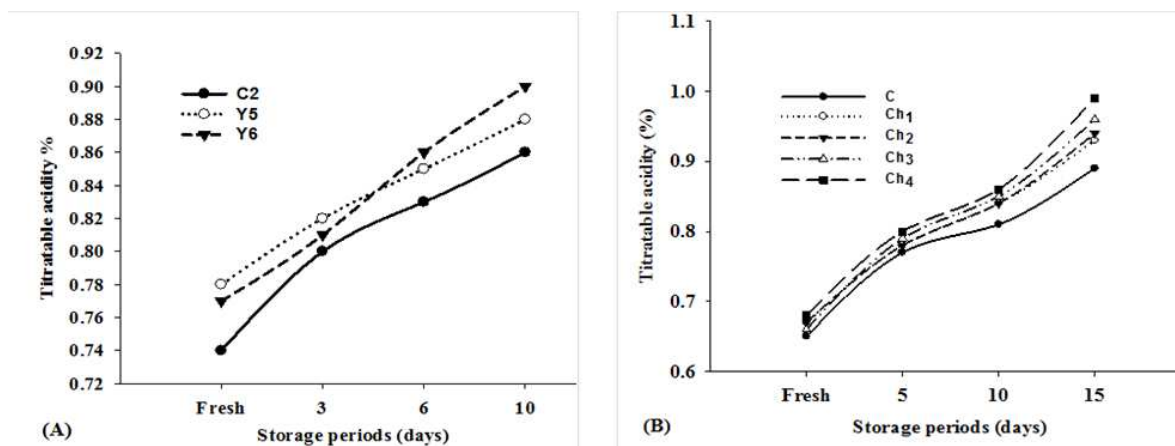 Titratable acidity %
0.92
0.90
0.88
0.86
0.84
0.82
0.80
0.78
0.76
0.74
0.72
C2
Y5
Y6
Fresh 3 6 10
Storage periods (days)
(A)
Titratable acidity (%)
1.1
1.0
0.9
0.8
0.7
0.6
C
Ch1
Ch2
Ch3
Ch4
Fresh 5 10 15
Storage periods (days)
(B)